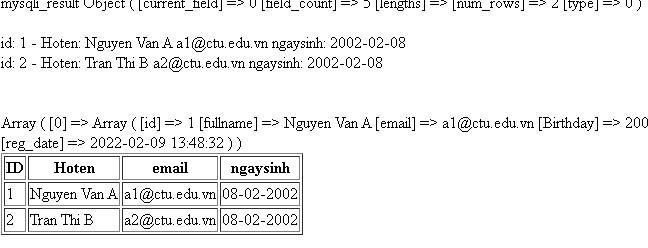 mysqli_result Object ( [current_field] => 0 [field_count] => 5 [lengths] => [num_rows] => 2 [type] => 0 )
id: 1 - Hoten: Nguyen Van A a1@ctu.edu.vn ngaysinh: 2002-02-08
id: 2 - Hoten: Tran Thi B a2@ctu.edu.vn ngaysinh: 2002-02-08
Array ( [0] => Array ( [id] => 1 [fullname] => Nguyen Van A [email] => a1@ctu.edu.vn [Birthday] => 200
[reg_date] => 2022-02-09 13:48:32 ) )
ID Hoten email ngaysinh
1 Nguyen Van A a1@ctu.edu.vn 08-02-2002
2 Tran Thi B a2@ctu.edu.vn 08-02-2002